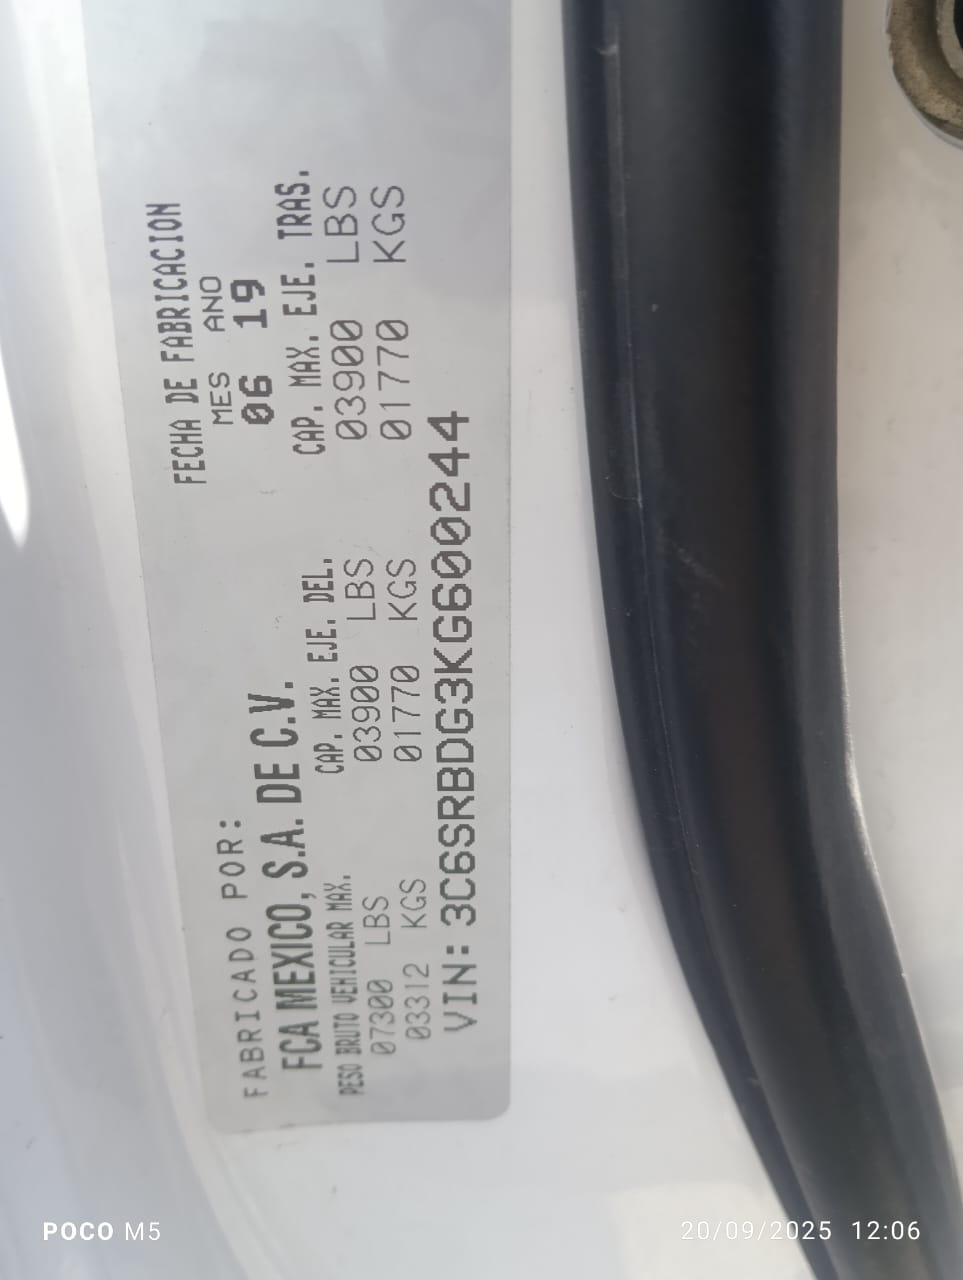 FABRICADO POR:
FCA MEXICO, S.A. DE C.V.
FECHA DE FABRICACION
MES ANO
06 19
PESO BRUTO VEHICULAR MAX.
07300 LBS
03312 KGS
CAP. MAX. EJE. DEL.
03900 LBS
01770 KGS
CAP. MAX. EJE. TRAS.
03900 LBS
01770 KGS
VIN: 3C6SRBDG3KG600244
POCO M5
20/09/2025 12:06